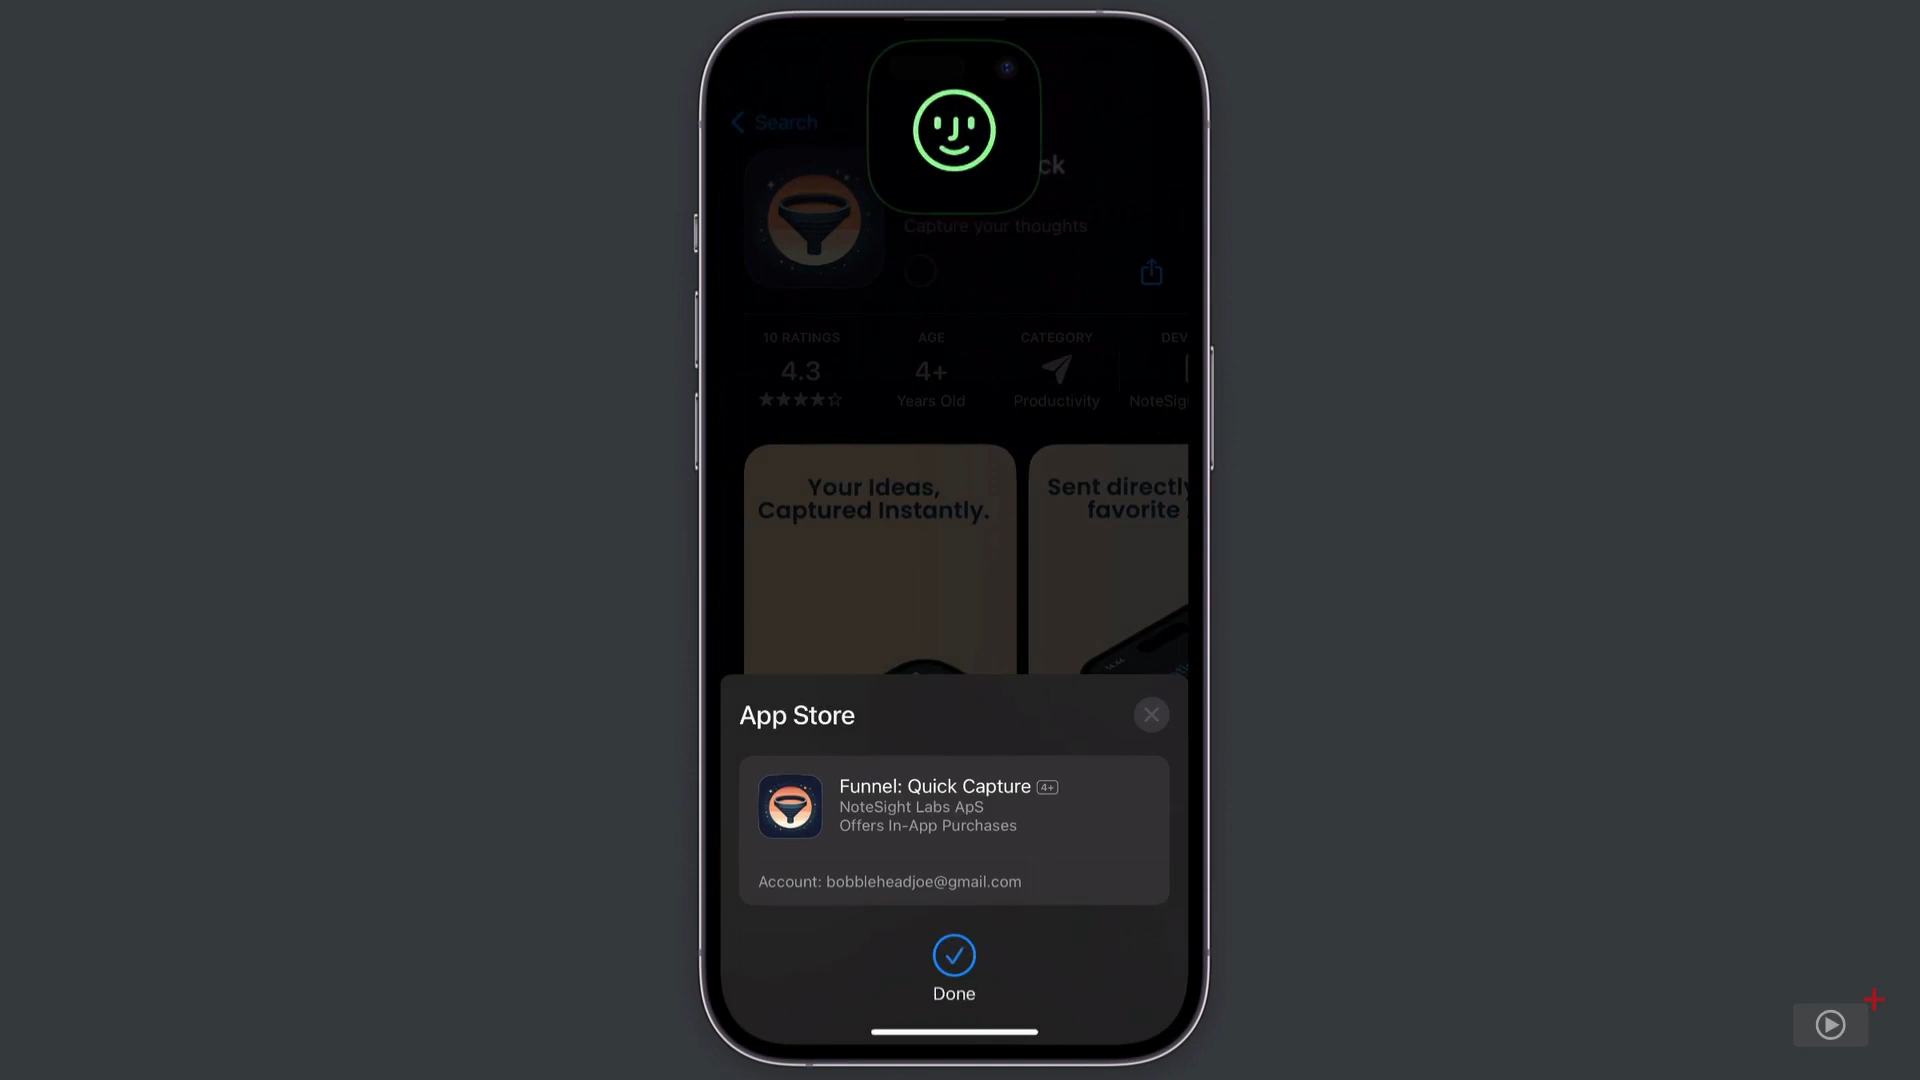 Search
ck
Capture your thoughts
10 RATINGS
4.3
★★★★☆
AGE
4+
Years Old
CATEGORY
Productivity
DEV
NoteSig
Your Ideas,
Captured Instantly.
Sent directly
favorite
14.44
App Store
Funnel: Quick Capture 4+
NoteSight Labs ApS
Offers In-App Purchases
Account: bobbleheadjoe@gmail.com
Done